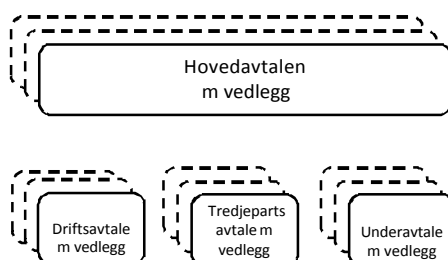 Hovedavtalen
m vedlegg
Driftsavtale
m vedlegg
Tredjeparts
avtale m
vedlegg
Underavtale
m vedlegg